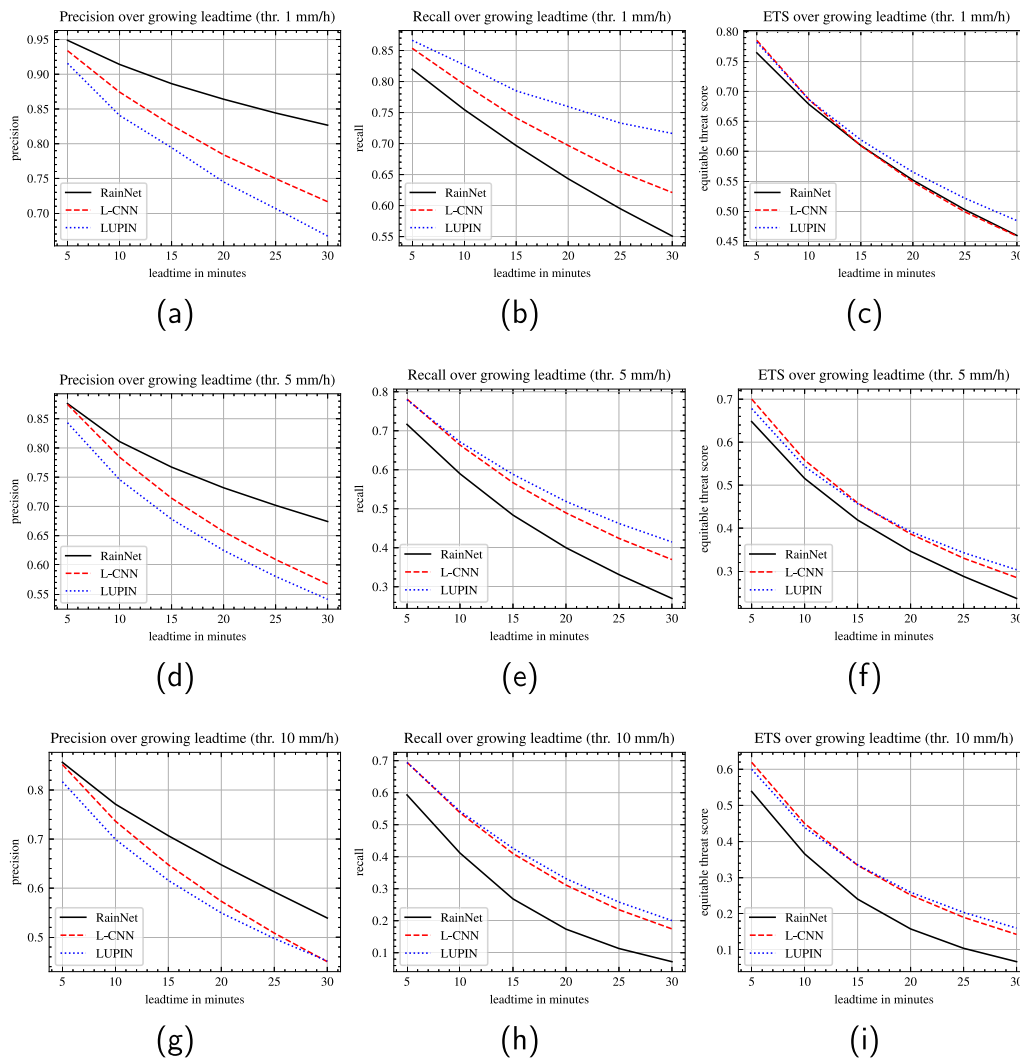 Precision over growing leadtime (thr. 1 mm/h)
0.95
0.90
0.85
0.80
0.75
0.70
precision
RainNet
L-CNN
LUPIN
5 10 15 20 25 30
leadtime in minutes
(a)
Recall over growing leadtime (thr. 1 mm/h)
0.85
0.80
0.75
0.70
0.65
0.60
0.55
recall
RainNet
L-CNN
LUPIN
5 10 15 20 25 30
leadtime in minutes
(b)
ETS over growing leadtime (thr. 1 mm/h)
0.80
0.75
0.70
0.65
0.60
0.55
0.50
0.45
equitable threat score
RainNet
L-CNN
LUPIN
5 10 15 20 25 30
leadtime in minutes
(c)
Precision over growing leadtime (thr. 5 mm/h)
0.85
0.80
0.75
0.70
0.65
0.60
0.55
precision
RainNet
L-CNN
LUPIN
5 10 15 20 25 30
leadtime in minutes
(d)
Recall over growing leadtime (thr. 5 mm/h)
0.8
0.7
0.6
0.5
0.4
0.3
recall
RainNet
L-CNN
LUPIN
5 10 15 20 25 30
leadtime in minutes
(e)
ETS over growing leadtime (thr. 5 mm/h)
0.7
0.6
0.5
0.4
0.3
equitable threat score
RainNet
L-CNN
LUPIN
5 10 15 20 25 30
leadtime in minutes
(f)
Precision over growing leadtime (thr. 10 mm/h)
0.8
0.7
0.6
0.5
precision
RainNet
L-CNN
LUPIN
5 10 15 20 25 30
leadtime in minutes
(g)
Recall over growing leadtime (thr. 10 mm/h)
0.7
0.6
0.5
0.4
0.3
0.2
0.1
recall
RainNet
L-CNN
LUPIN
5 10 15 20 25 30
leadtime in minutes
(h)
ETS over growing leadtime (thr. 10 mm/h)
0.6
0.5
0.4
0.3
0.2
0.1
equitable threat score
RainNet
L-CNN
LUPIN
5 10 15 20 25 30
leadtime in minutes
(i)